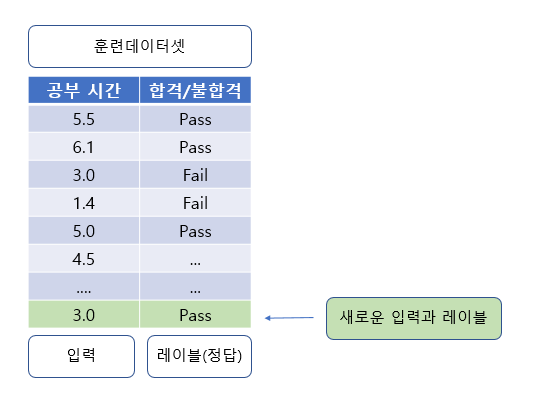 훈련데이터셋
공부 시간 합격/불합격
5.5 Pass
6.1 Pass
3.0 Fail
1.4 Fail
5.0 Pass
4.5 ...
.... ...
3.0 Pass
새로운 입력과 레이블
입력 레이블(정답)